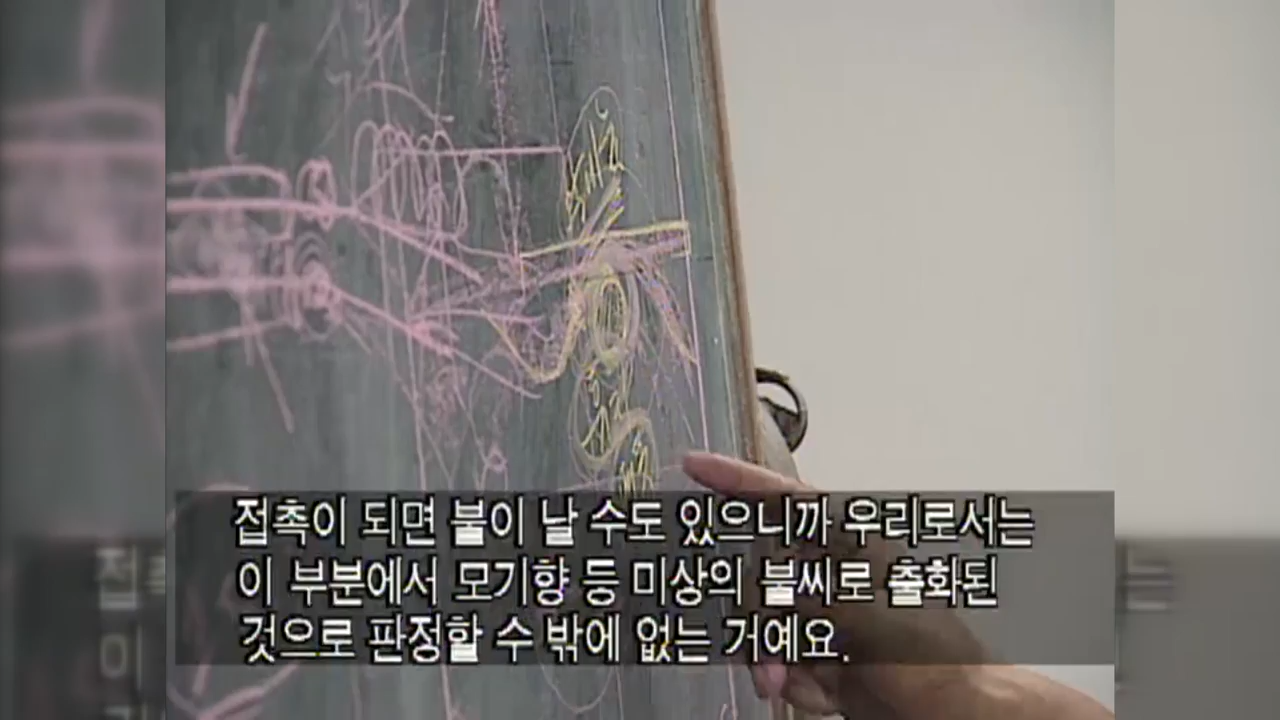 접촉이 되면 불이 날 수도 있으니까 우리로서는
이 부분에서 모기향 등 미상의 불씨로 출화된
것으로 판정할 수 밖에 없는 거예요.